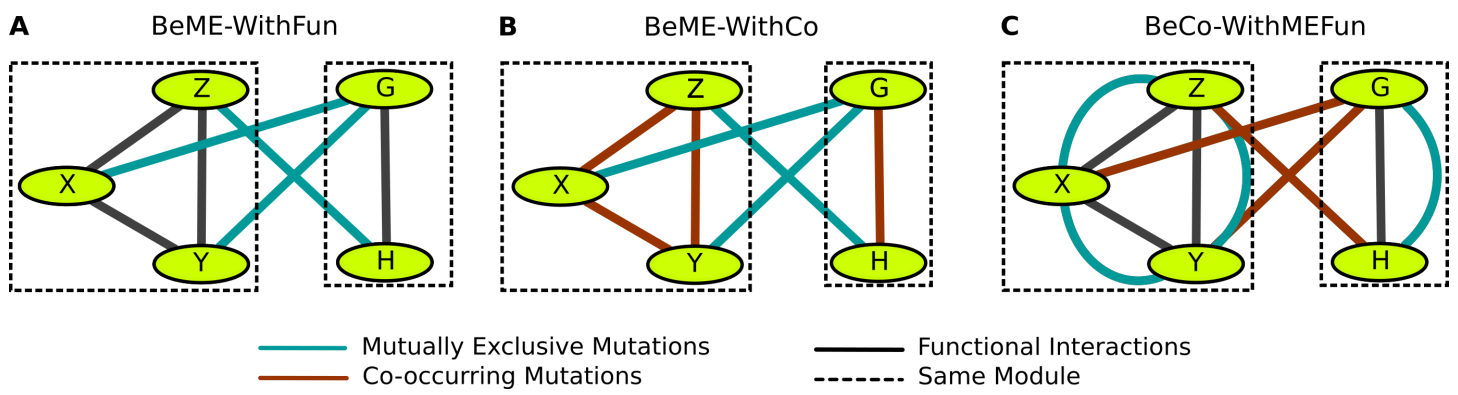 A BeME-WithFun
B BeME-WithCo
C BeCo-WithMEFun
Z G
X
Y H
Z G
X
Y H
Z G
X
Y H
Mutually Exclusive Mutations
Co-occurring Mutations
Functional Interactions
Same Module